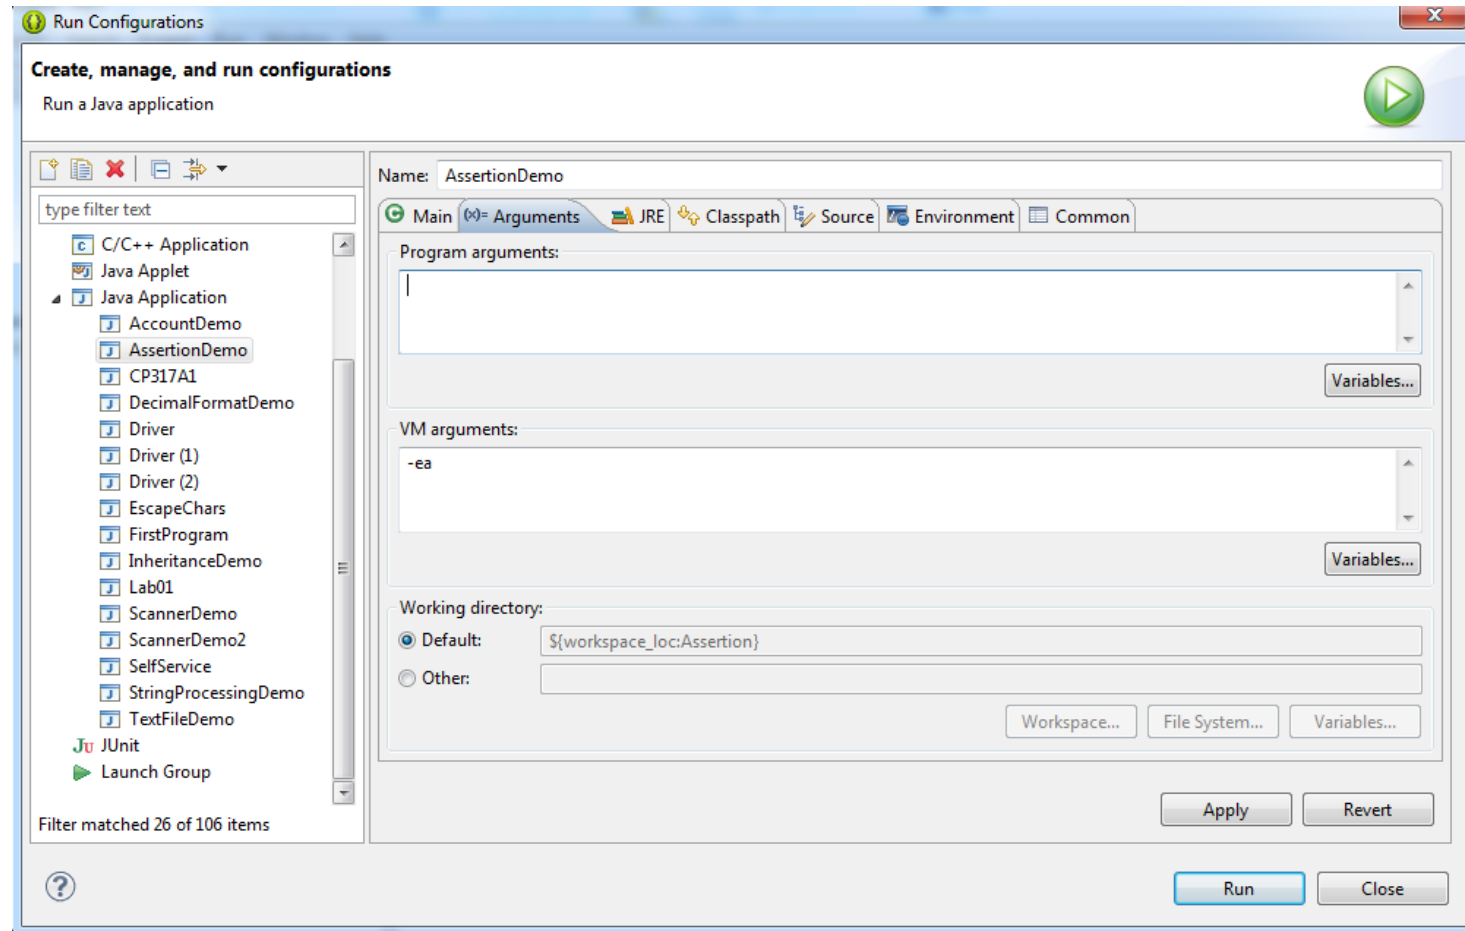 Run Configurations
Create, manage, and run configurations
Run a Java application
type filter text
C/C++ Application
Java Applet
Java Application
AccountDemo
AssertionDemo
CP317A1
DecimalFormatDemo
Driver
Driver (1)
Driver (2)
EscapeChars
FirstProgram
InheritanceDemo
Lab01
ScannerDemo
ScannerDemo2
SelfService
StringProcessingDemo
TextFileDemo
JU JUnit
Launch Group
Filter matched 26 of 106 items
Name: AssertionDemo
Main (x)= Arguments JRE Classpath Source Environment Common
Program arguments:
Variables...
VM arguments:
-ea
Variables...
Working directory:
Default: ${workspace_loc:Assertion}
Other:
Workspace... File System... Variables...
Apply Revert
Run Close